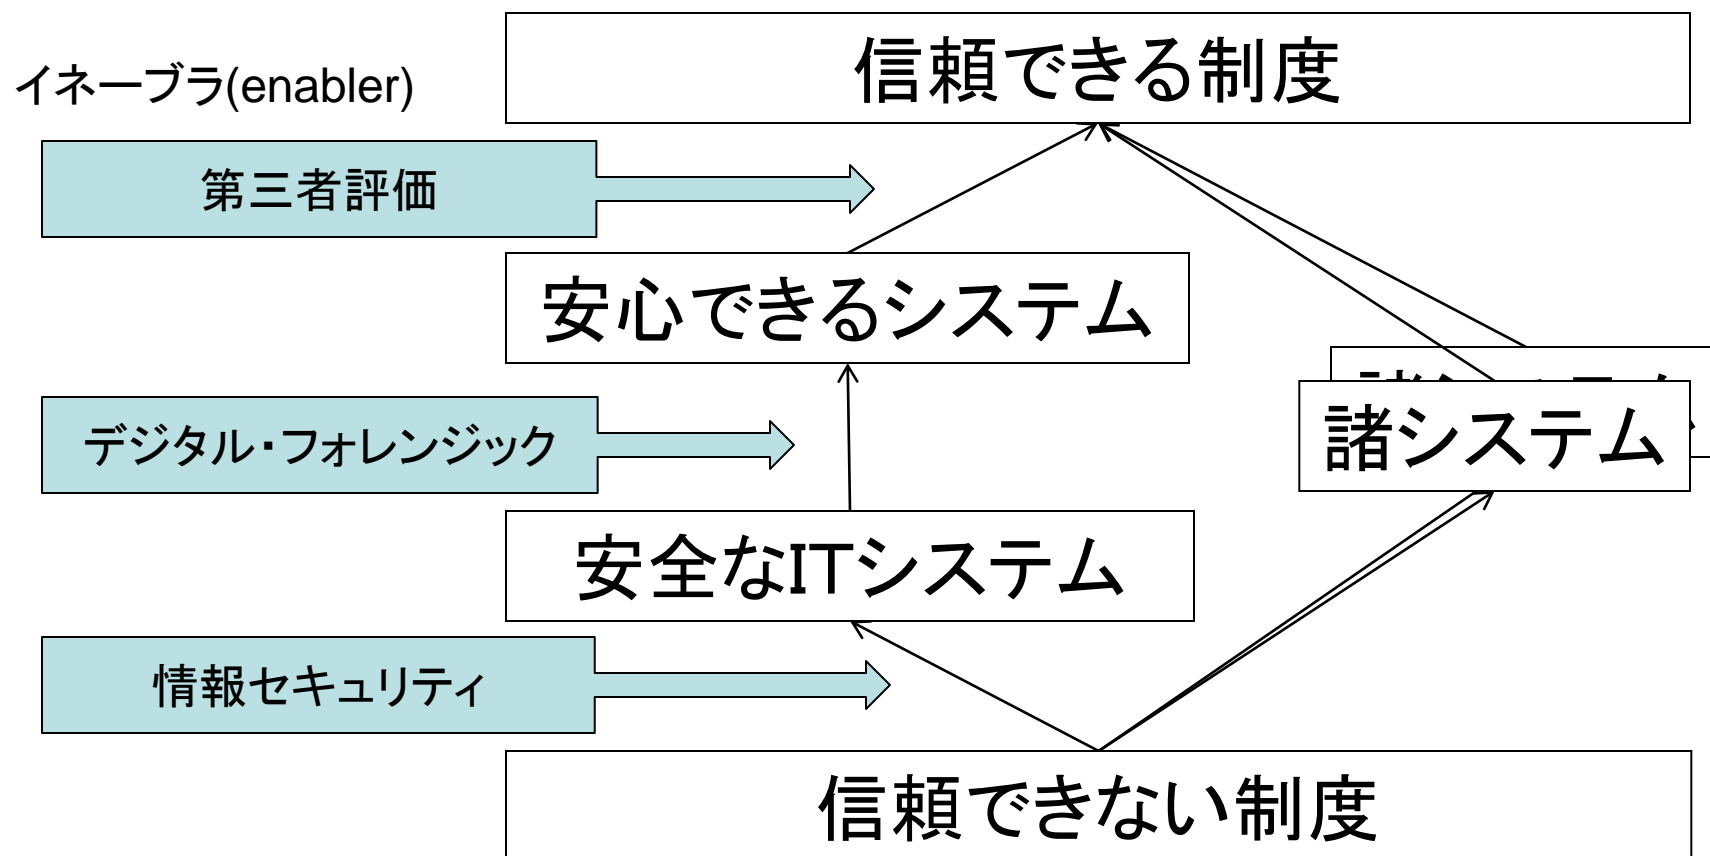 信頼できる制度
イネーブラ(enabler)
第三者評価
安心できるシステム
諸システム
デジタル・フォレンジック
安全なITシステム
情報セキュリティ
信頼できない制度